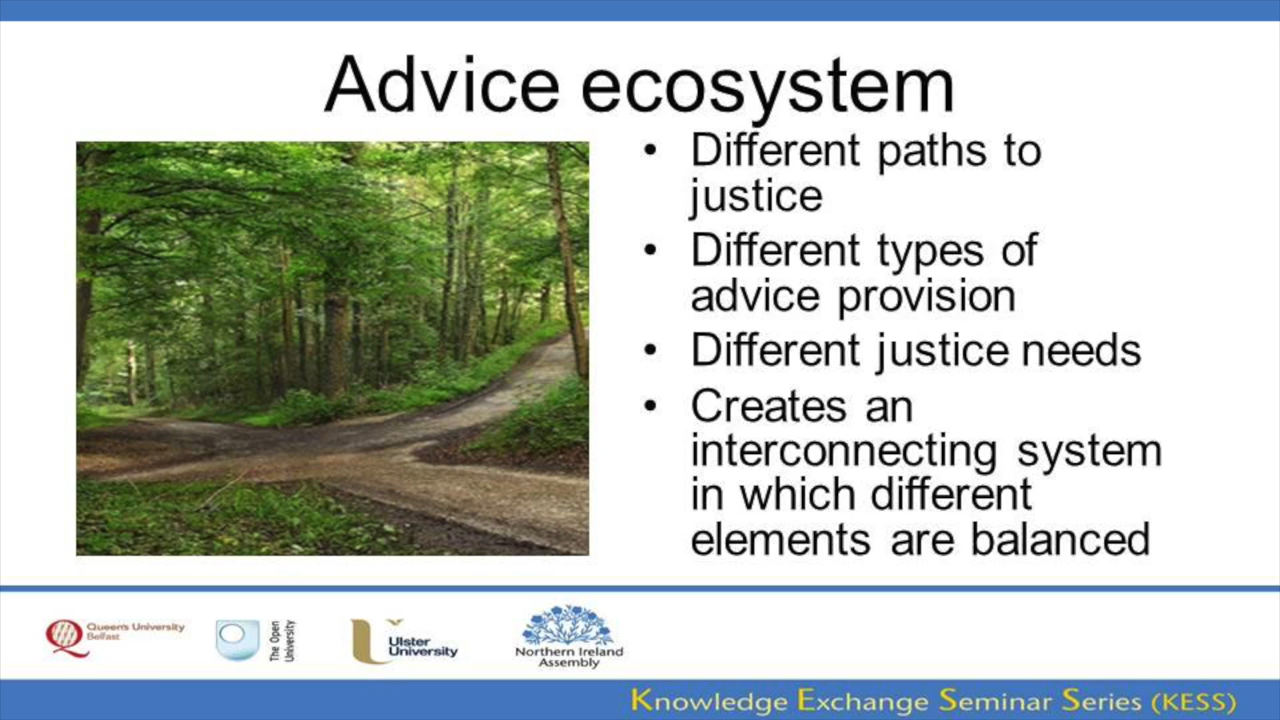 Advice ecosystem
• Different paths to
justice
• Different types of
advice provision
• Different justice needs
• Creates an
interconnecting system
in which different
elements are balanced
Queen's University
Belfast
The Open
University
Ulster
University
Northern Ireland
Assembly
Knowledge Exchange Seminar Series (KESS)